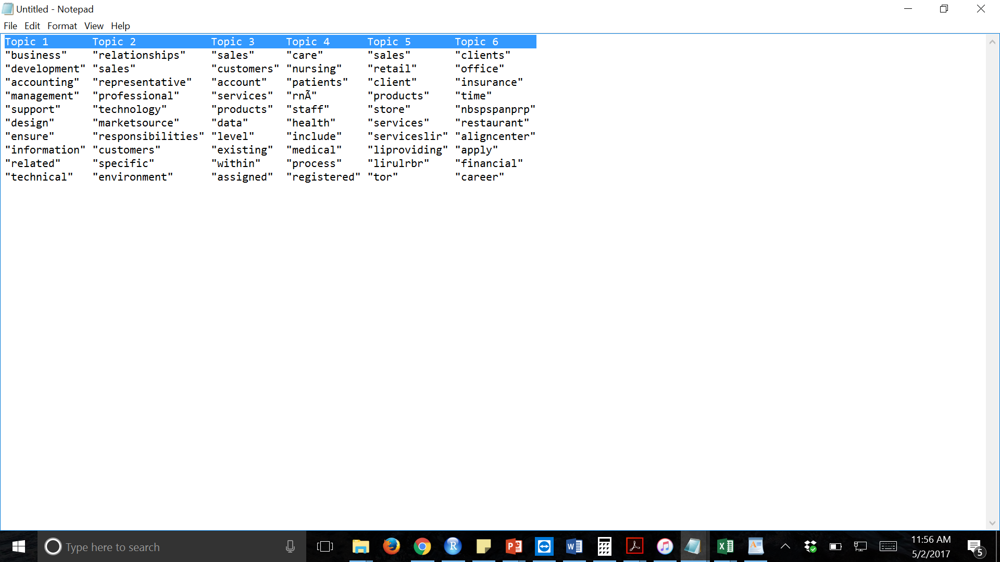 Untitled - Notepad
File Edit Format View Help
Topic 1 Topic 2 Topic 3 Topic 4 Topic 5 Topic 6
"business" "relationships" "sales" "care" "sales" "clients"
"development" "sales" "customers" "nursing" "retail" "office"
"accounting" "representative" "account" "patients" "client" "insurance"
"management" "professional" "services" "rnÃ" "products" "time"
"support" "technology" "products" "staff" "store" "nbspspanprp"
"design" "marketsource" "data" "health" "services" "restaurant"
"ensure" "responsibilities" "level" "include" "serviceslir" "aligncenter"
"information" "customers" "existing" "medical" "liproviding" "apply"
"related" "specific" "within" "process" "lirulrbr" "financial"
"technical" "environment" "assigned" "registered" "tor" "career"
Type here to search
11:56 AM
5/2/2017
5